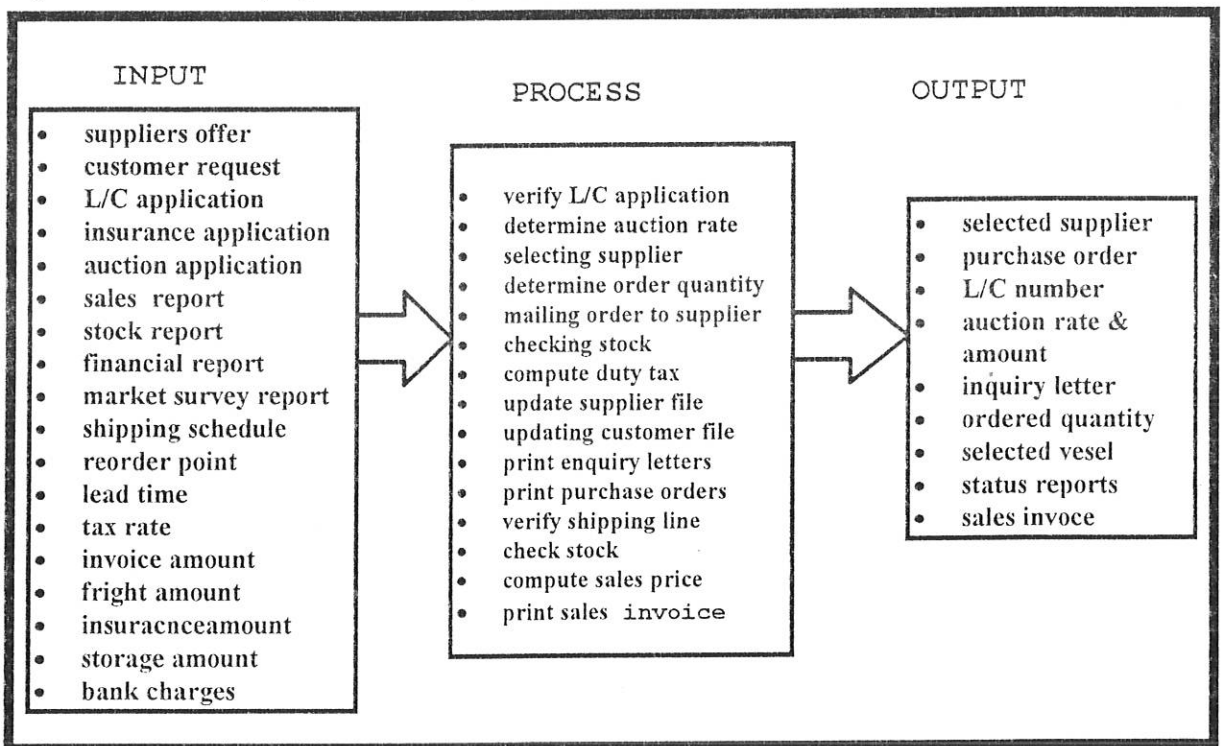 INPUT
• suppliers offer
• customer request
• L/C application
• insurance application
• auction application
• sales report
• stock report
• financial report
• market survey report
• shipping schedule
• reorder point
• lead time
• tax rate
• invoice amount
• fright amount
• insuracnceamount
• storage amount
• bank charges
PROCESS
• verify L/C application
• determine auction rate
• selecting supplier
• determine order quantity
• mailing order to supplier
• checking stock
• compute duty tax
• update supplier file
• updating customer file
• print enquiry letters
• print purchase orders
• verify shipping line
• check stock
• compute sales price
• print sales invoice
OUTPUT
• selected supplier
• purchase order
• L/C number
• auction rate &
amount
• inquiry letter
• ordered quantity
• selected vesel
• status reports
• sales invoce